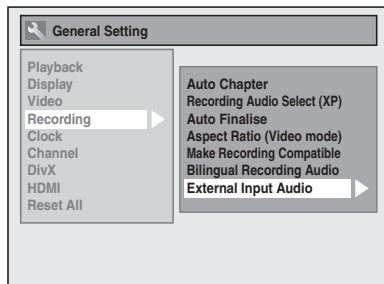 General Setting
Playback
Display
Video
Recording
Clock
Channel
DivX
HDMI
Reset All
Auto Chapter
Recording Audio Select (XP)
Auto Finalise
Aspect Ratio (Video mode)
Make Recording Compatible
Bilingual Recording Audio
External Input Audio